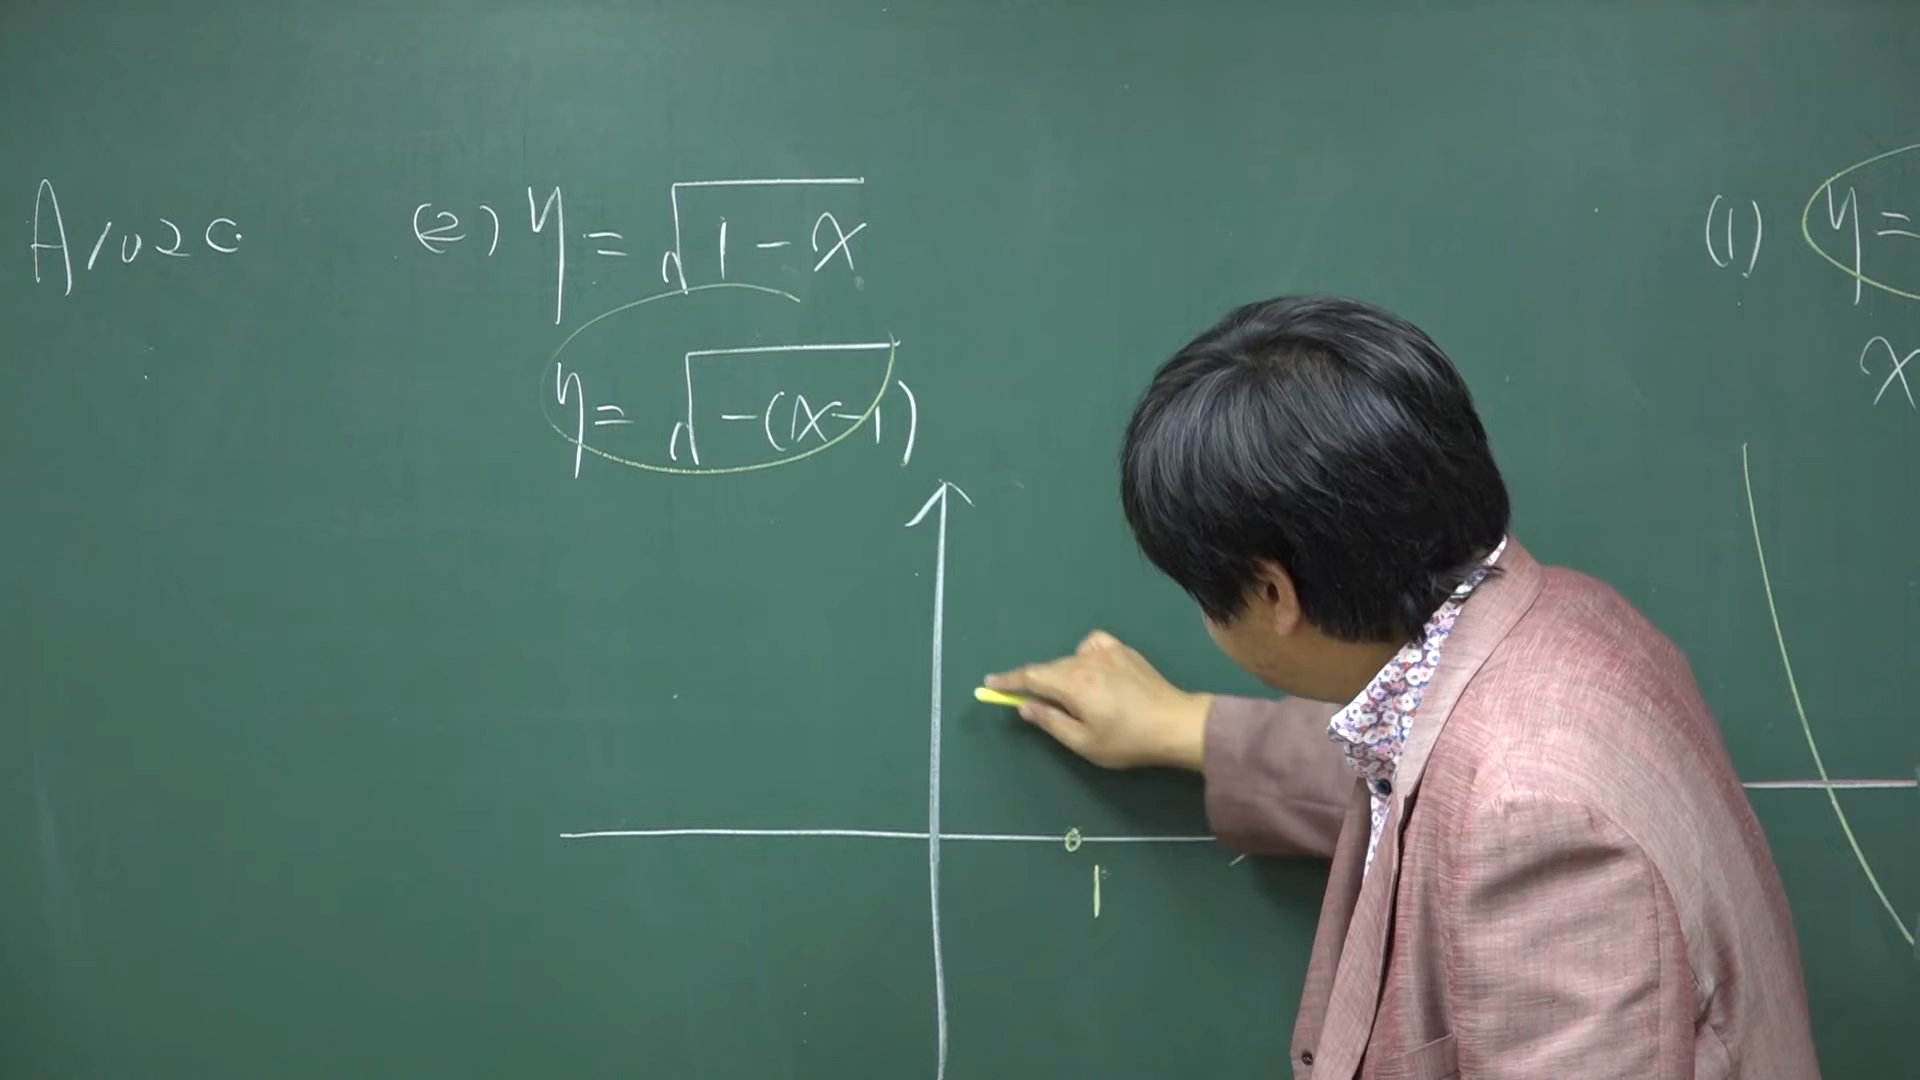 A1020 (2) y = √1-x
y = √-(x-1)
1
(1) y =
x